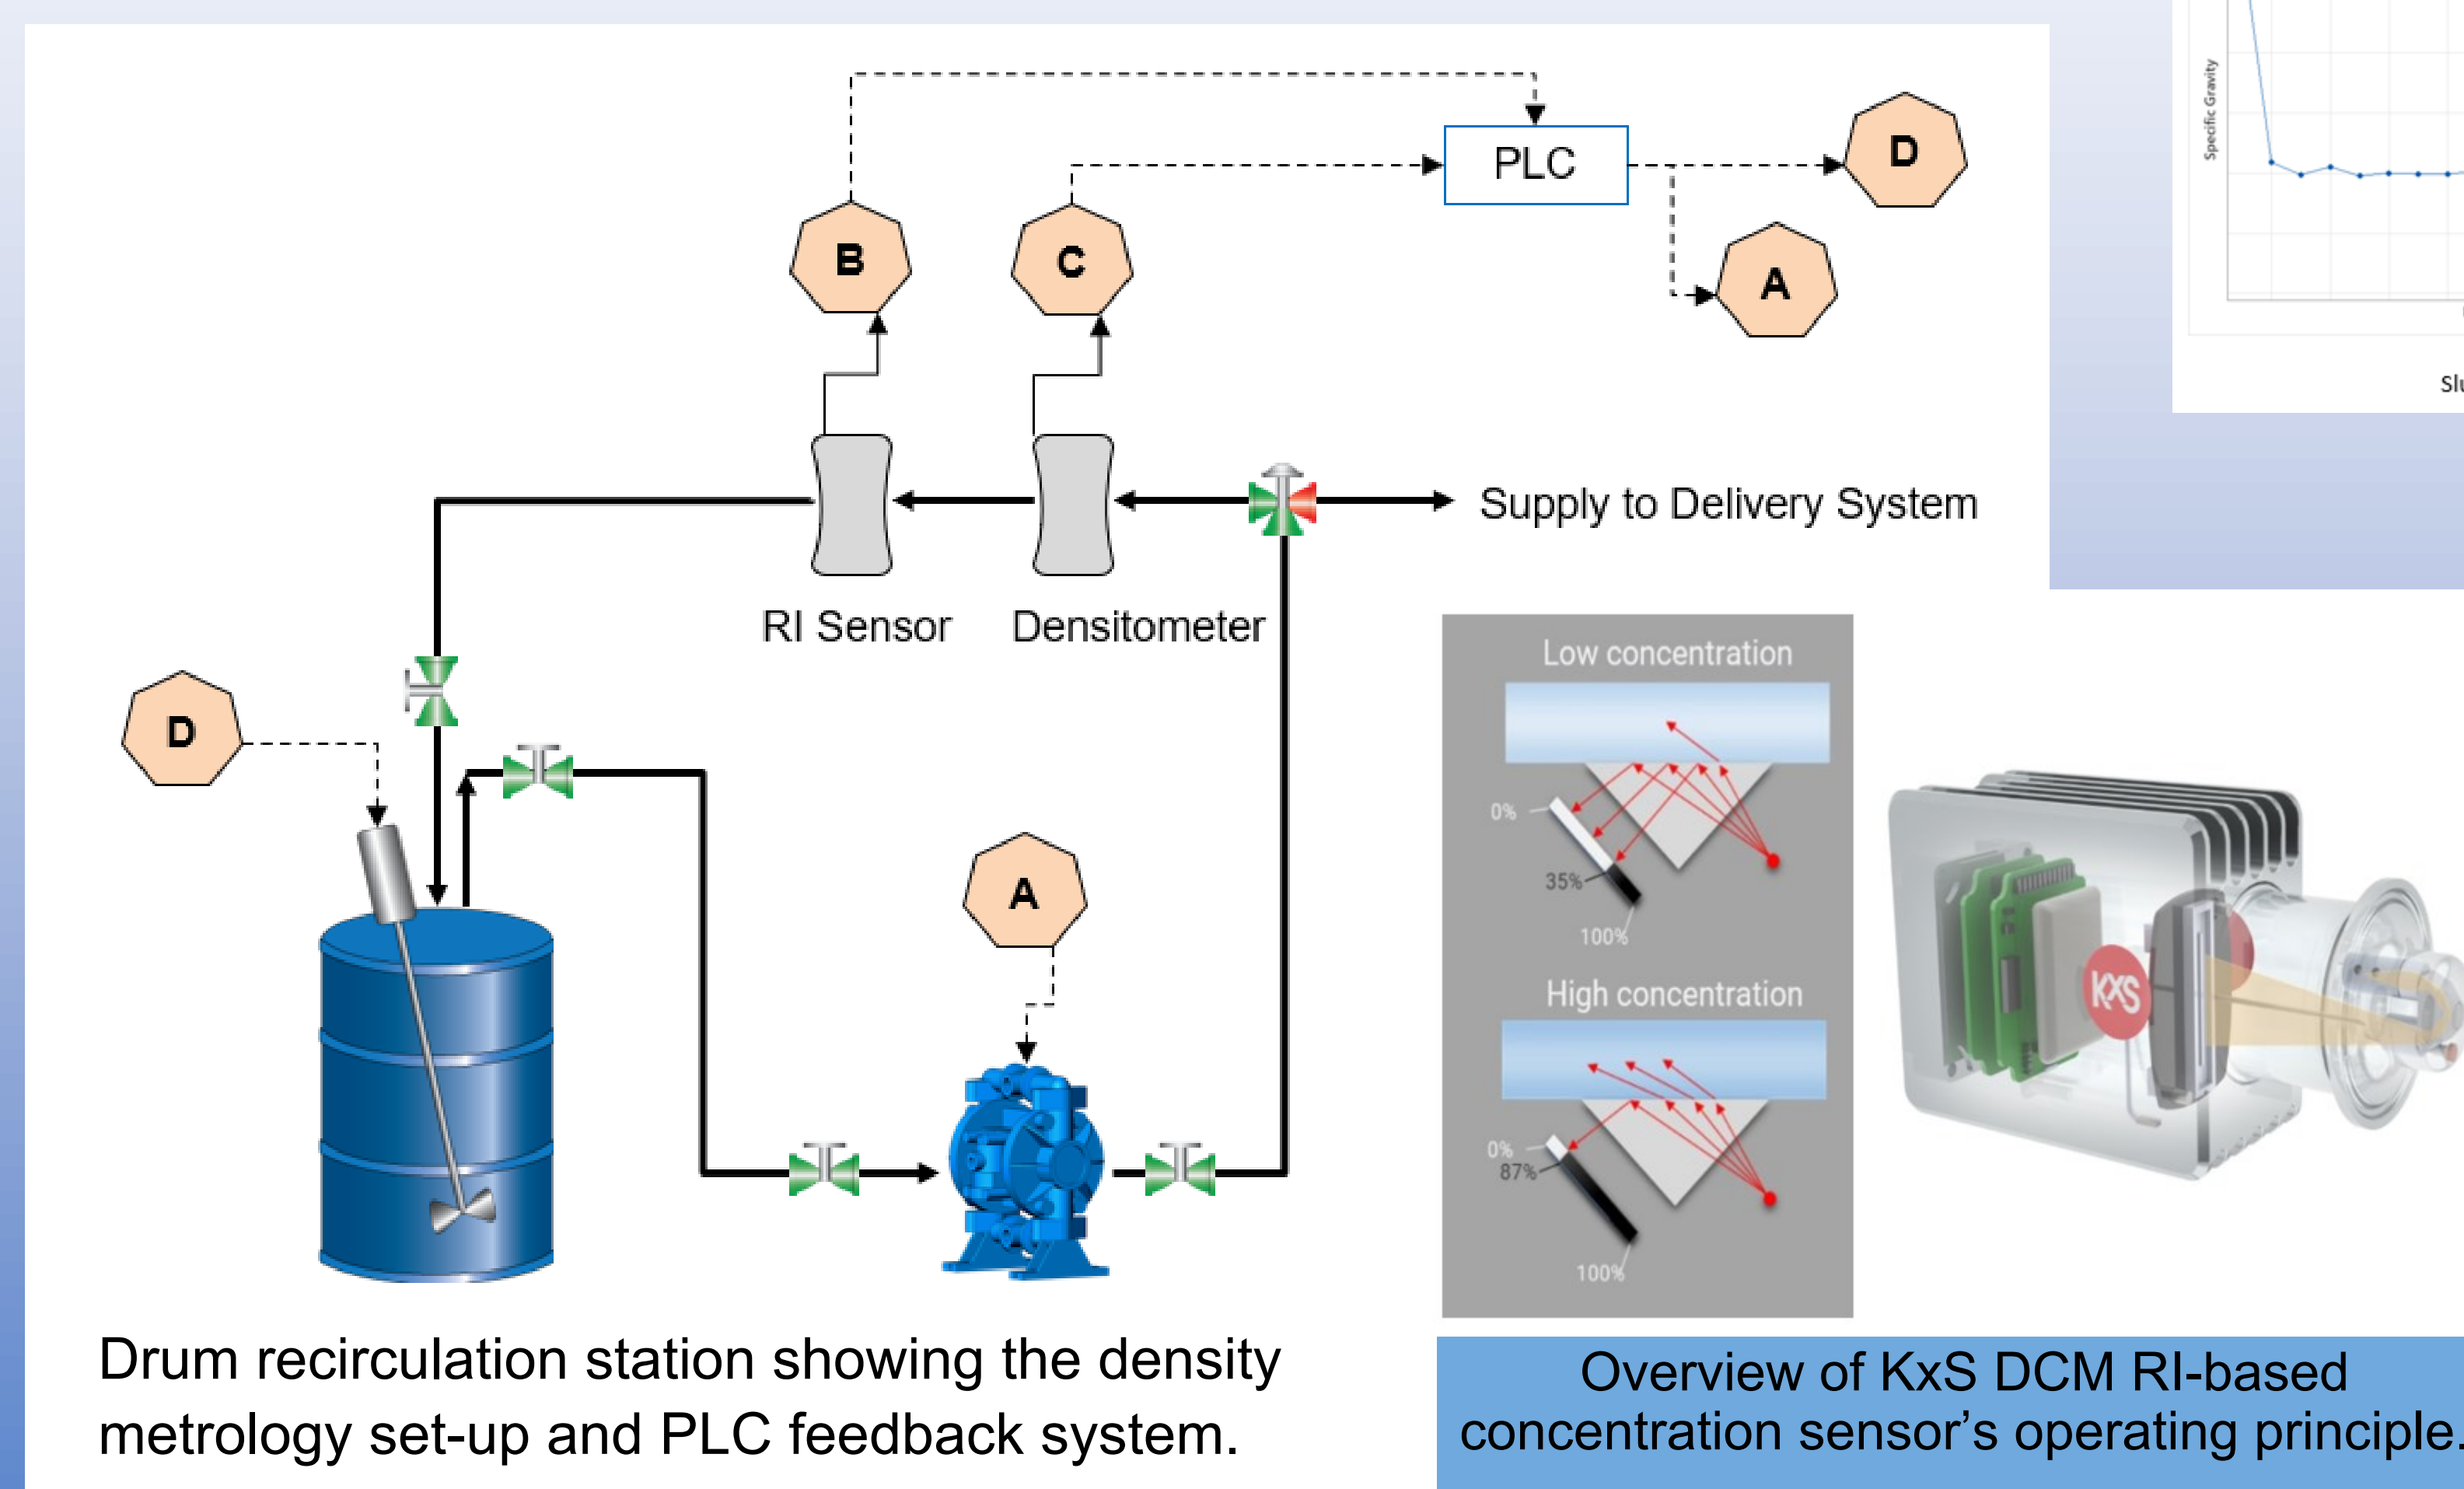 B
C
PLC
D
A
Specific Gravity
Supply to Delivery System
RI Sensor
Densitometer
D
A
Low concentration
0%
35%
100%
High concentration
0%
87%
100%
KXS
Drum recirculation station showing the density
metrology set-up and PLC feedback system.
Overview of KxS DCM RI-based
concentration sensor's operating principle.